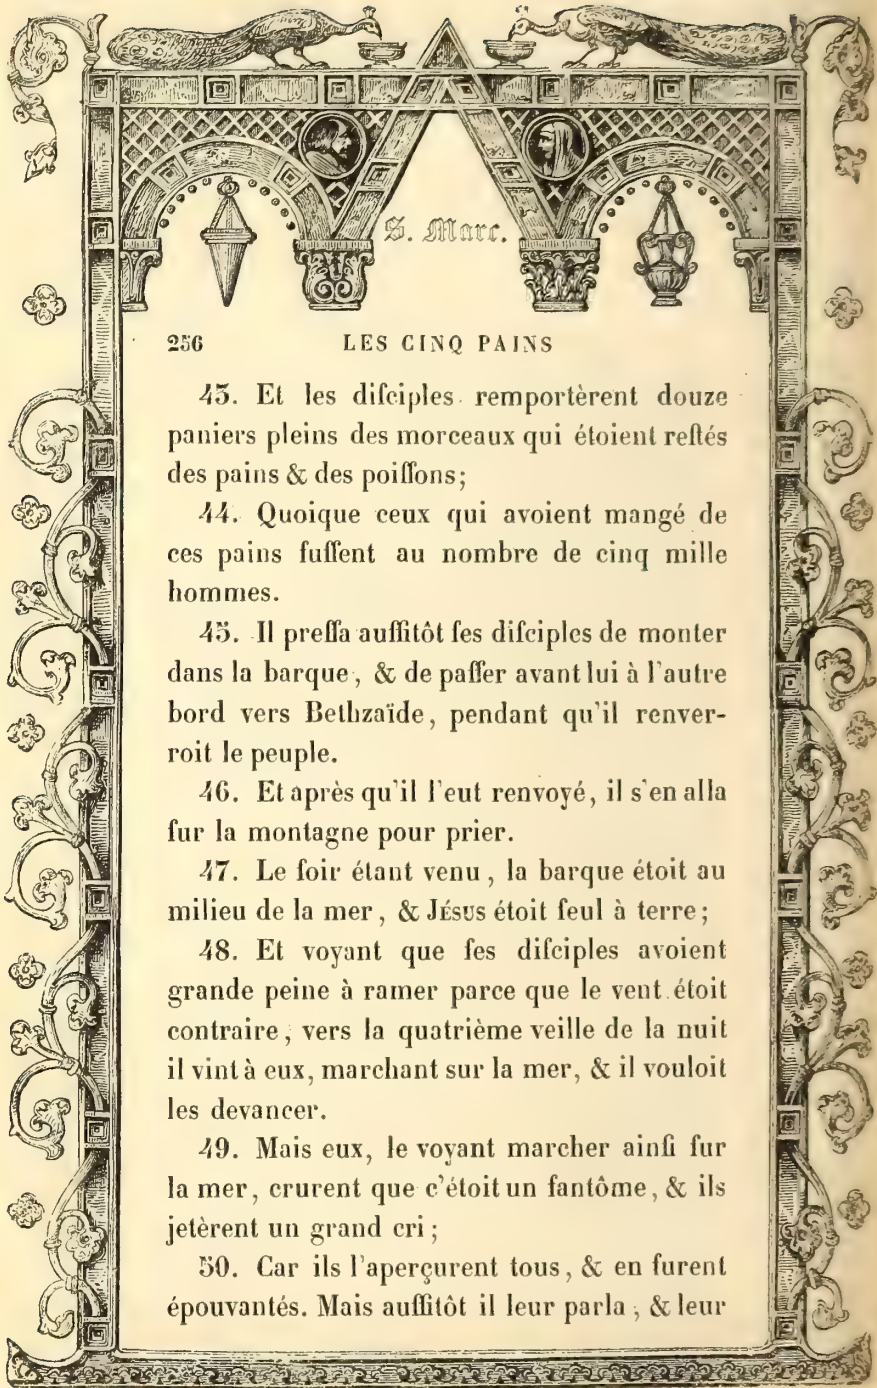 S. Marc.
256 LES CINQ PAINS
43. Et les diſciples remportèrent douze
paniers pleins des morceaux qui étoient reſtés
des pains & des poiſſons;
44. Quoique ceux qui avoient mangé de
ces pains fuſſent au nombre de cinq mille
hommes.
45. Il preſſa auſſitôt ſes diſciples de monter
dans la barque, & de paſſer avant lui à l'autre
bord vers Bethzaïde, pendant qu'il renver-
roit le peuple.
46. Et après qu'il l'eut renvoyé, il s'en alla
ſur la montagne pour prier.
47. Le ſoir étant venu, la barque étoit au
milieu de la mer, & Jésus étoit ſeul à terre;
48. Et voyant que ſes diſciples avoient
grande peine à ramer parce que le vent étoit
contraire, vers la quatrième veille de la nuit
il vint à eux, marchant sur la mer, & il vouloit
les devancer.
49. Mais eux, le voyant marcher ainſi ſur
la mer, crurent que c'étoit un fantôme, & ils
jetèrent un grand cri;
50. Car ils l'aperçurent tous, & en furent
épouvantés. Mais auſſitôt il leur parla, & leur